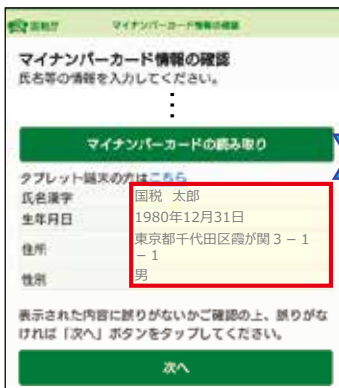 国税庁 マイナンバーカード情報の確認
マイナンバーカード情報の確認
氏名等の情報を入力してください。
⋮
マイナンバーカードの読み取り
タブレット端末の方はこちら
氏名漢字 国税 太郎
生年月日 1980年12月31日
住所 東京都千代田区霞が関３－１
－１
性別 男
表示された内容に誤りがないかご確認の上、誤りがな
ければ「次へ」ボタンをタップしてください。
次へ